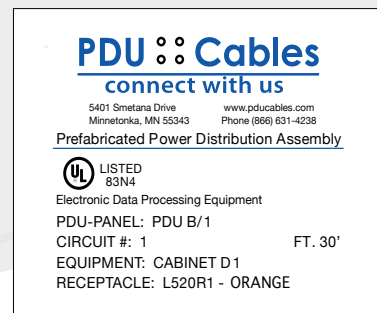 PDU Cables
connect with us
5401 Smetana Drive www.pducables.com
Minnetonka, MN 55343 Phone (866) 631-4238
Prefabricated Power Distribution Assembly
UL LISTED
83N4
Electronic Data Processing Equipment
PDU-PANEL: PDU B/1
CIRCUIT #: 1 FT. 30'
EQUIPMENT: CABINET D1
RECEPTACLE: L520R1 - ORANGE